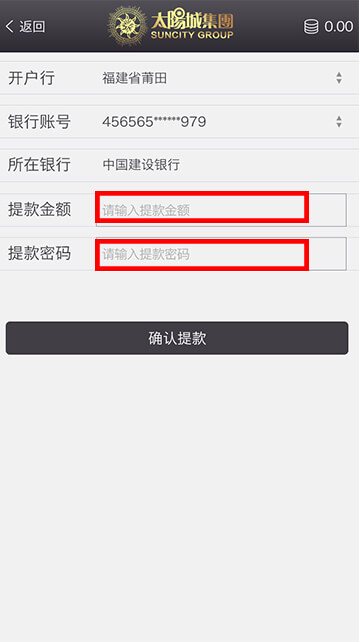 返回
太陽城集團
SUNCITY GROUP
0.00
开户行 福建省莆田
银行账号 456565******979
所在银行 中国建设银行
提款金额 请输入提款金额
提款密码 请输入提款密码
确认提款